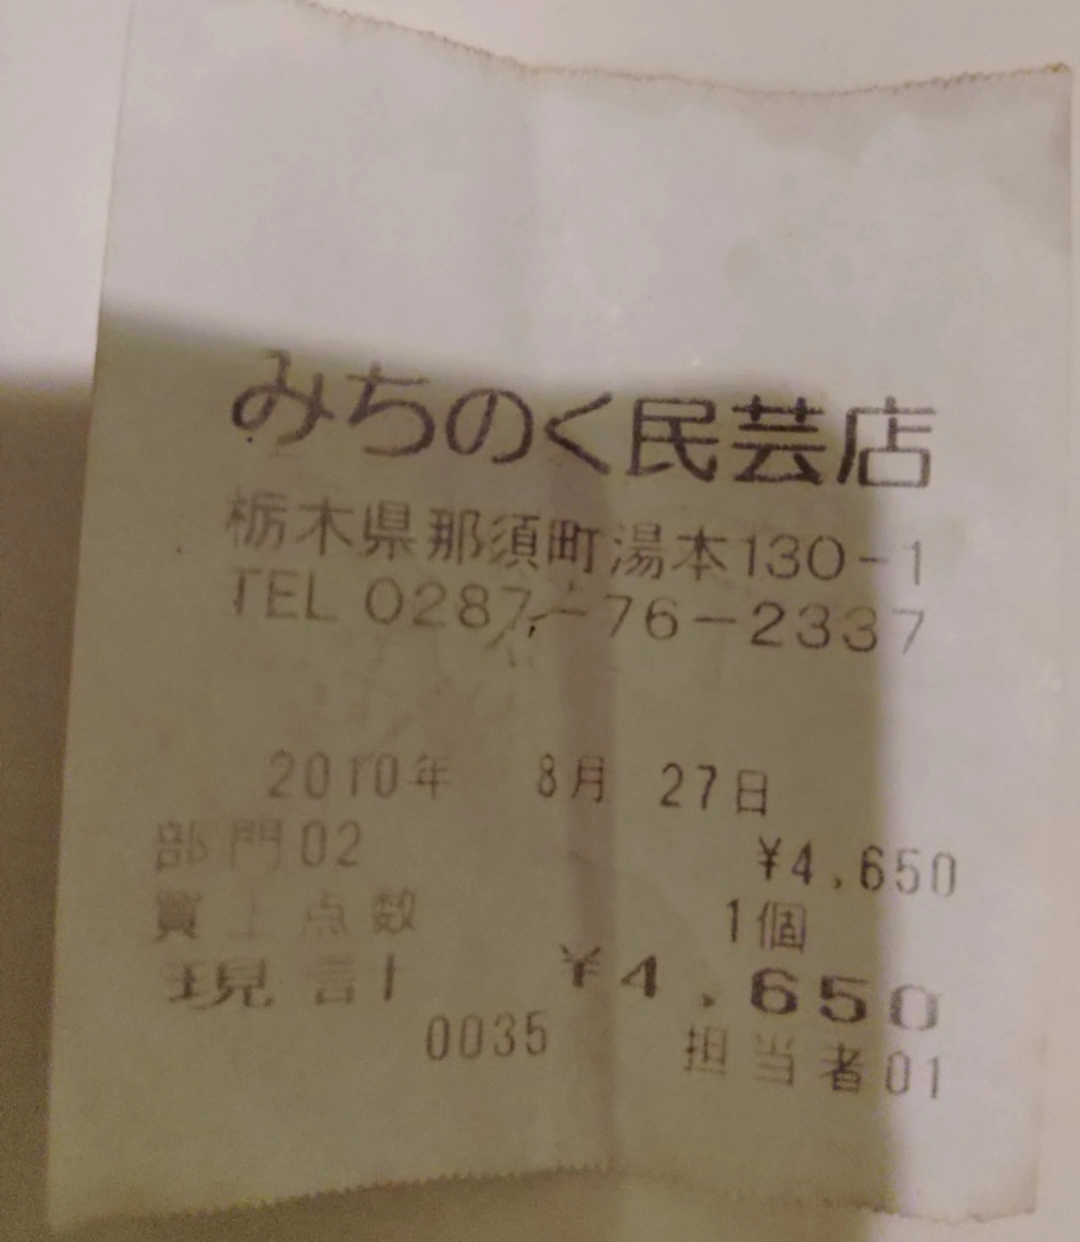 みちのく民芸店
栃木県那須町湯本130-1
TEL 0287-76-2337
2010年 8月 27日
部門02 ¥4,650
買上点数 1個
現計 ¥4,650
0035 担当者01